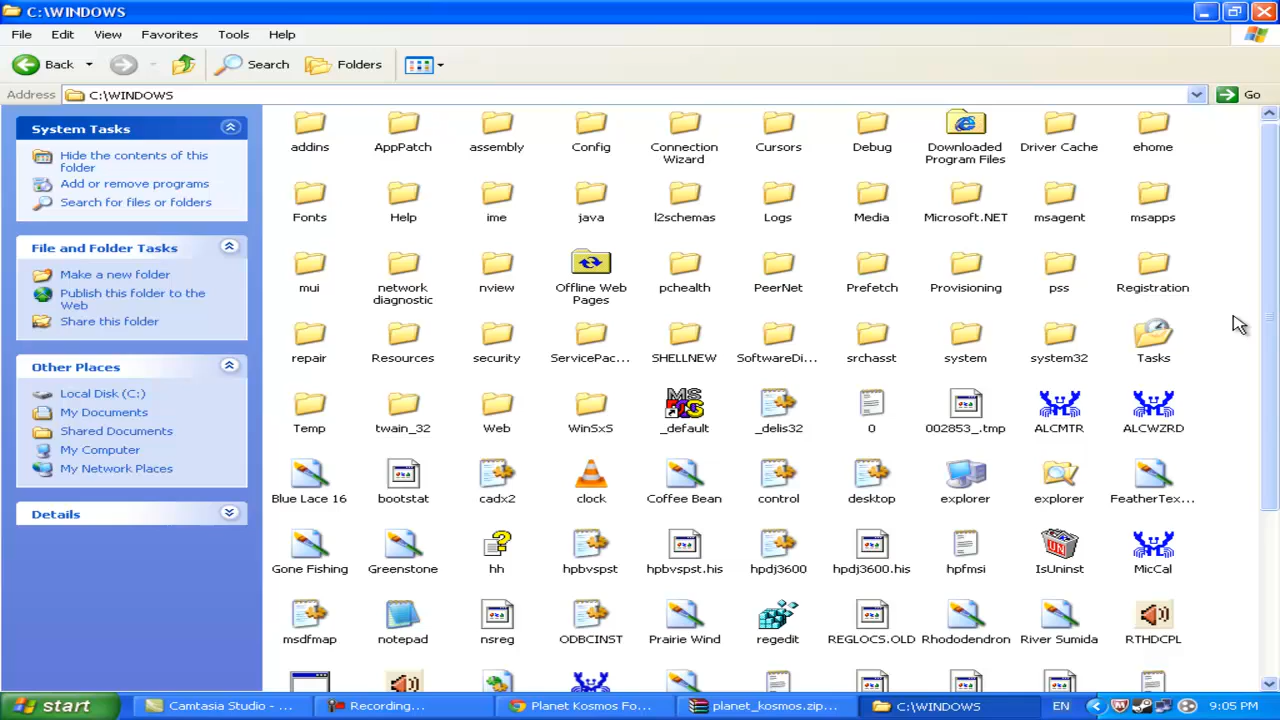 C:\WINDOWS
File Edit View Favorites Tools Help
Back Search Folders
Address C:\WINDOWS Go
System Tasks
Hide the contents of this
folder
Add or remove programs
Search for files or folders
File and Folder Tasks
Make a new folder
Publish this folder to the
Web
Share this folder
Other Places
Local Disk (C:)
My Documents
Shared Documents
My Computer
My Network Places
Details
addins AppPatch assembly Config Connection Wizard Cursors Debug Downloaded Program Files Driver Cache ehome
Fonts Help ime java l2schemas Logs Media Microsoft.NET msagent msapps
mui network diagnostic nview Offline Web Pages pchealth PeerNet Prefetch Provisioning pss Registration
repair Resources security ServicePac... SHELLNEW SoftwareDi... srchasst system system32 Tasks
Temp twain_32 Web WinSxS _default _delis32 0 002853_.tmp ALCMTR ALCWZRD
Blue Lace 16 bootstat cadx2 clock Coffee Bean control desktop explorer explorer FeatherTex...
Gone Fishing Greenstone hh hpbvspst hpbvspst.his hpdj3600 hpdj3600.his hpfmsi IsUninst MicCal
msdfmap notepad nsreg ODBCINST Prairie Wind regedit REGLOCS.OLD Rhododendron River Sumida RTHDCPL
start Camtasia Studio - ... Recording... Planet Kosmos Fo... planet_kosmos.zip... C:\WINDOWS EN 9:05 PM